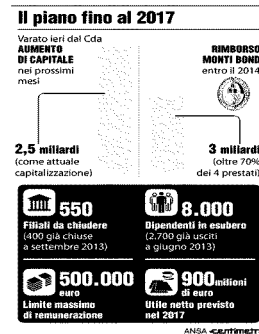 Il piano fino al 2017
Varato ieri dal Cda
AUMENTO
DI CAPITALE
nei prossimi
mesi
RIMBORSO
MONTI BOND
entro il 2014
2,5 miliardi
(come attuale
capitalizzazione)
3 miliardi
(oltre 70%
dei 4 prestati)
550
Filiali da chiudere
(400 già chiuse
a settembre 2013)
8.000
Dipendenti in esubero
(2.700 già usciti
a giugno 2013)
500.000
euro
Limite massimo
di remunerazione
900 milioni
di euro
Utile netto previsto
nel 2017
ANSA centimetri